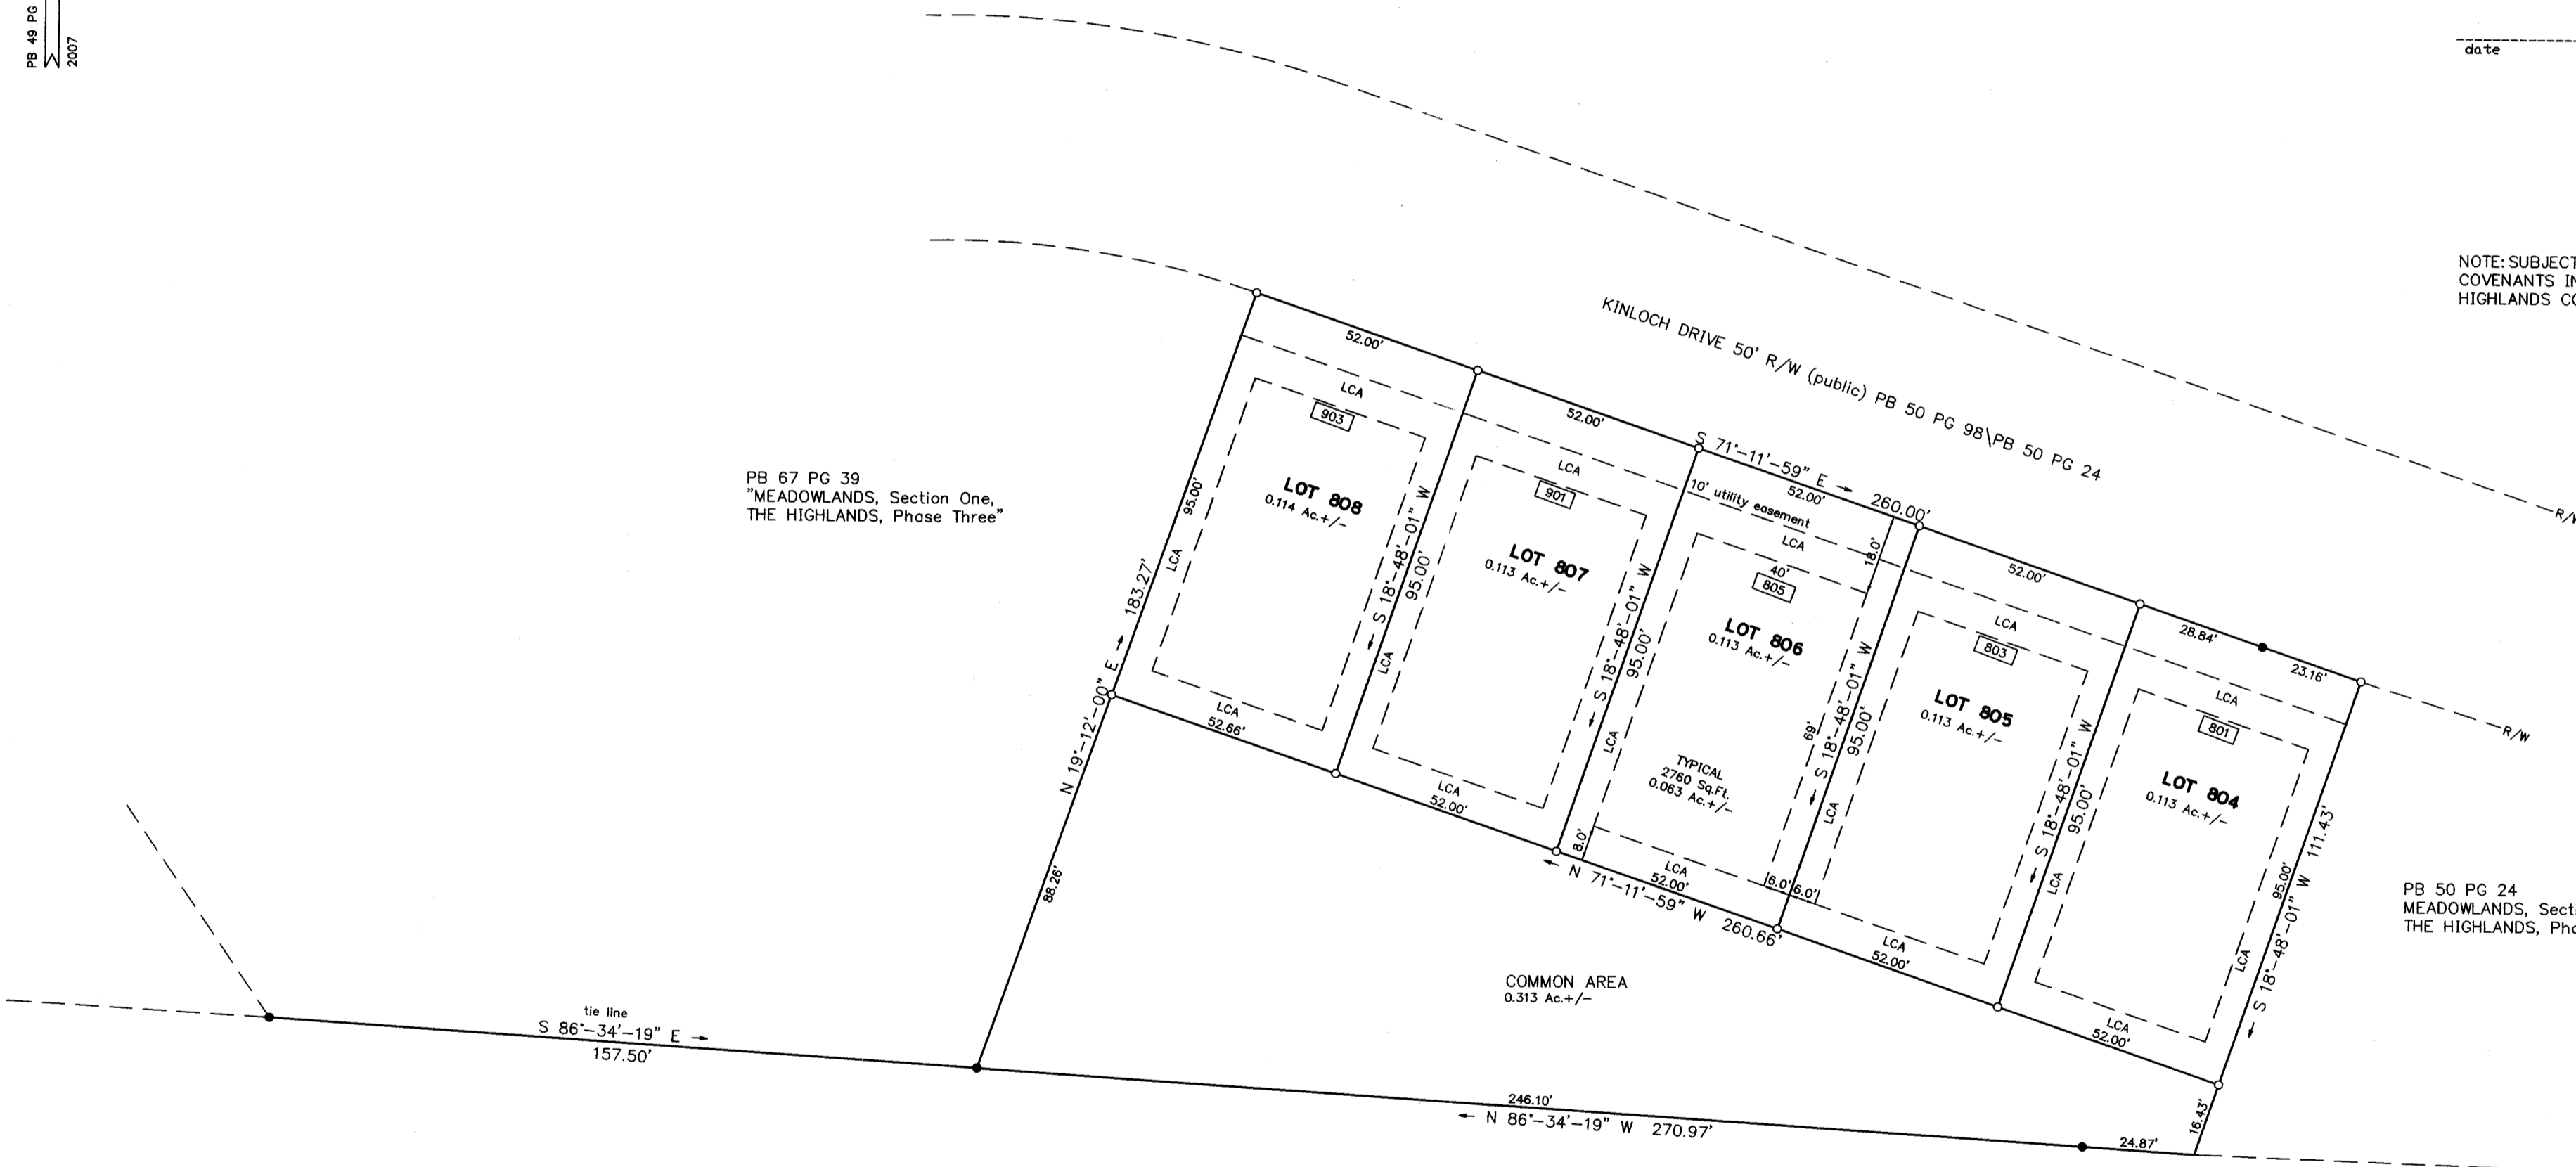 PB 49 PG
2007
date
NOTE: SUBJECT
COVENANTS IN
HIGHLANDS CO
KINLOCH DRIVE 50' R/W (public) PB 50 PG 98\PB 50 PG 24
R/W
R/W
PB 67 PG 39
"MEADOWLANDS, Section One,
THE HIGHLANDS, Phase Three"
S 71°-11'-59" E 260.00'
52.00'
52.00'
52.00'
52.00'
28.84'
23.16'
10' utility easement
LCA
903
LOT 808
0.114 Ac.+/-
95.00'
LCA
LCA
52.66'
N 19°-12'-00" E 183.27'
88.26'
S 18°-48'-01" W
95.00'
LCA
901
LOT 807
0.113 Ac.+/-
LCA
LCA
52.00'
S 18°-48'-01" W
95.00'
LCA
40'
805
18.0'
LOT 806
0.113 Ac.+/-
69'
TYPICAL
2760 Sq.Ft.
0.063 Ac.+/-
LCA
8.0'
LCA
52.00'
6.0'
6.0'
N 71°-11'-59" W 260.66'
S 18°-48'-01" W
95.00'
LCA
803
LOT 805
0.113 Ac.+/-
LCA
LCA
52.00'
S 18°-48'-01" W
95.00'
LCA
801
LOT 804
0.113 Ac.+/-
LCA
LCA
LCA
52.00'
95.00'
S 18°-48'-01" W 111.43'
16.43'
PB 50 PG 24
MEADOWLANDS, Secti
THE HIGHLANDS, Pha
COMMON AREA
0.313 Ac.+/-
tie line
S 86°-34'-19" E
157.50'
246.10'
N 86°-34'-19" W 270.97'
24.87'